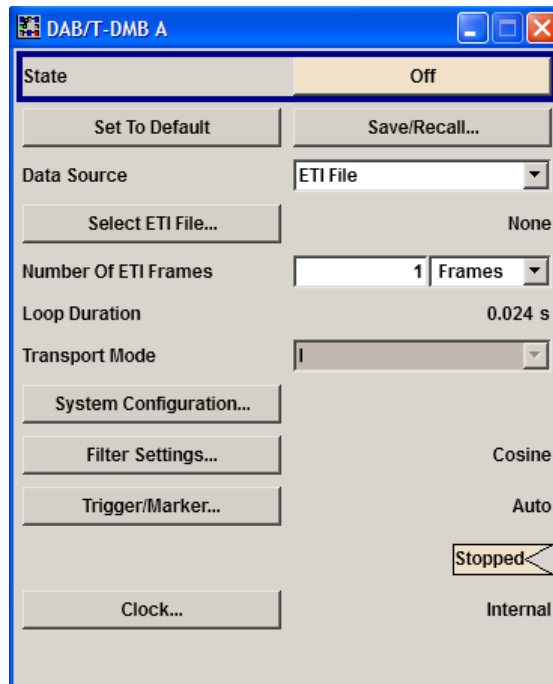 DAB/T-DMB A
State Off
Set To Default Save/Recall...
Data Source ETI File
Select ETI File... None
Number Of ETI Frames 1 Frames
Loop Duration 0.024 s
Transport Mode I
System Configuration...
Filter Settings... Cosine
Trigger/Marker... Auto
Stopped
Clock... Internal